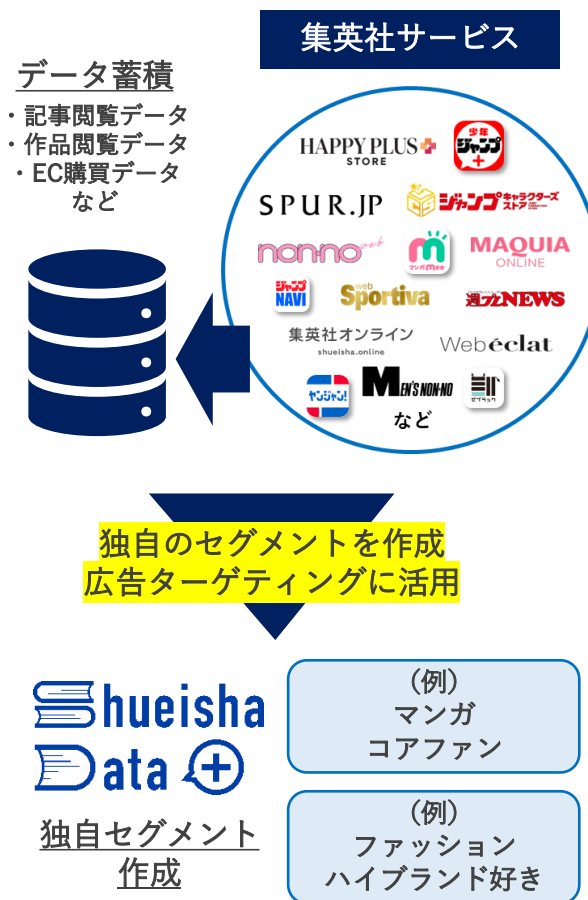 集英社サービス
データ蓄積
・記事閲覧データ
・作品閲覧データ
・EC購買データ
など
HAPPY PLUS
STORE
少年
ジャンプ
+
SPUR.JP
ジャンプ キャラクターズ
ストア
non-no web
マンガmee
MAQUIA
ONLINE
ジャンプ
NAVI
web
Sportiva
週プレNEWS
集英社オンライン
shueisha.online
Web éclat
ヤンジャン!
MEN'S NON-NO
ゼブラック
など
独自のセグメントを作成
広告ターゲティングに活用
Shueisha
Data +
独自セグメント
作成
（例）
マンガ
コアファン
（例）
ファッション
ハイブランド好き